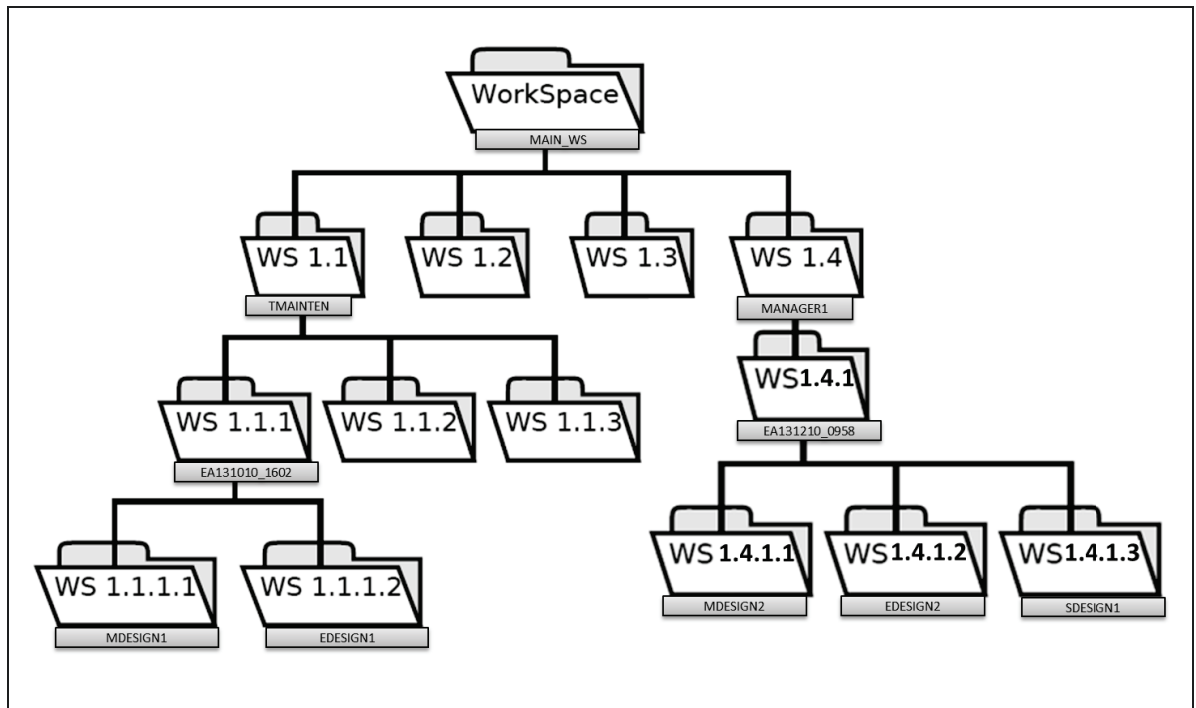 WorkSpace
MAIN_WS
WS 1.1
WS 1.2
WS 1.3
WS 1.4
TMAINTEN
MANAGER1
WS1.4.1
EA131210_0958
WS 1.1.1
WS 1.1.2
WS 1.1.3
EA131010_1602
WS 1.4.1.1
WS 1.4.1.2
WS 1.4.1.3
MDESIGN2
EDESIGN2
SDESIGN1
WS 1.1.1.1
WS 1.1.1.2
MDESIGN1
EDESIGN1